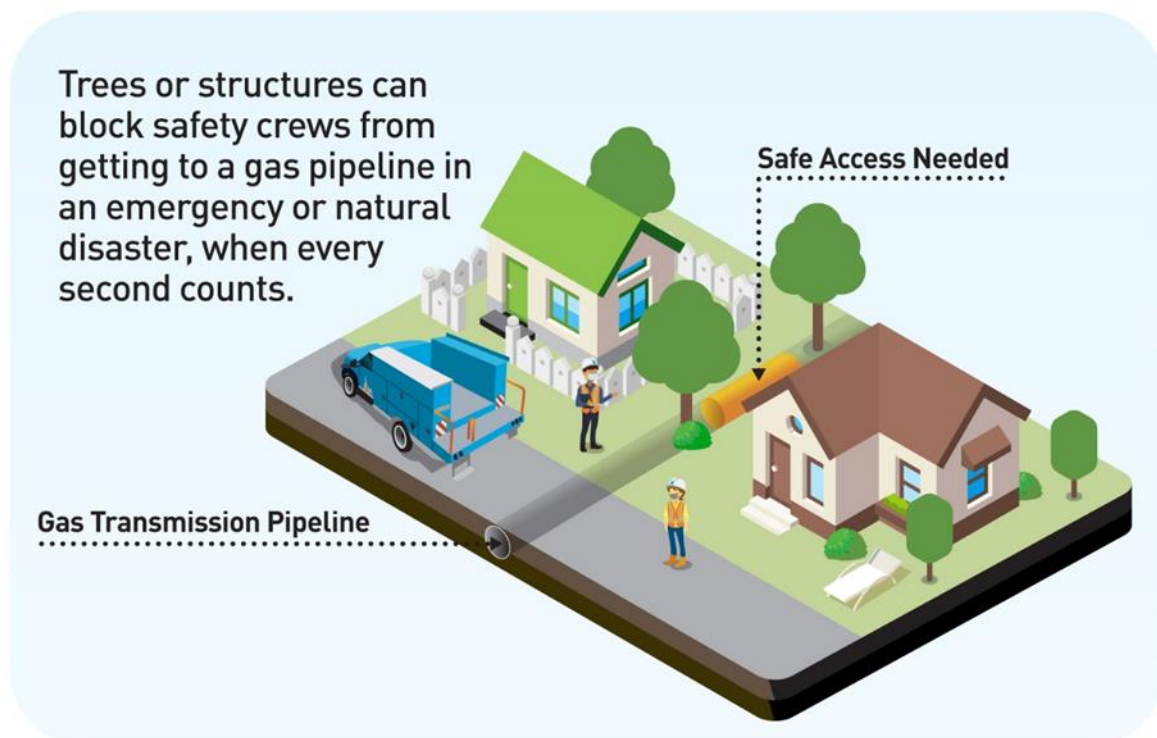 Trees or structures can
block safety crews from
getting to a gas pipeline in
an emergency or natural
disaster, when every
second counts.
Safe Access Needed
Gas Transmission Pipeline